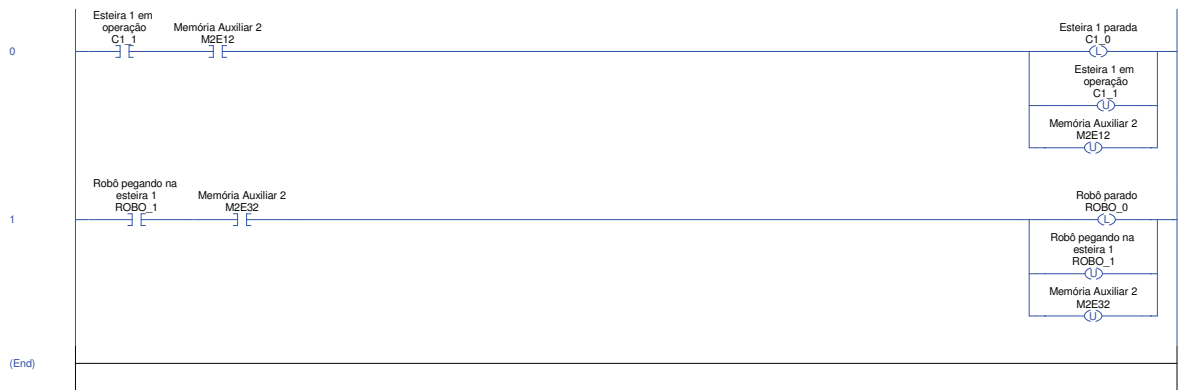 Esteira 1 em
operação
C1_1
Memória Auxiliar 2
M2E12
Esteira 1 parada
C1_0
0
L
Esteira 1 em
operação
C1_1
U
Memória Auxiliar 2
M2E12
U
Robô pegando na
esteira 1
ROBO_1
Memória Auxiliar 2
M2E32
Robô parado
ROBO_0
1
L
Robô pegando na
esteira 1
ROBO_1
U
Memória Auxiliar 2
M2E32
U
(End)